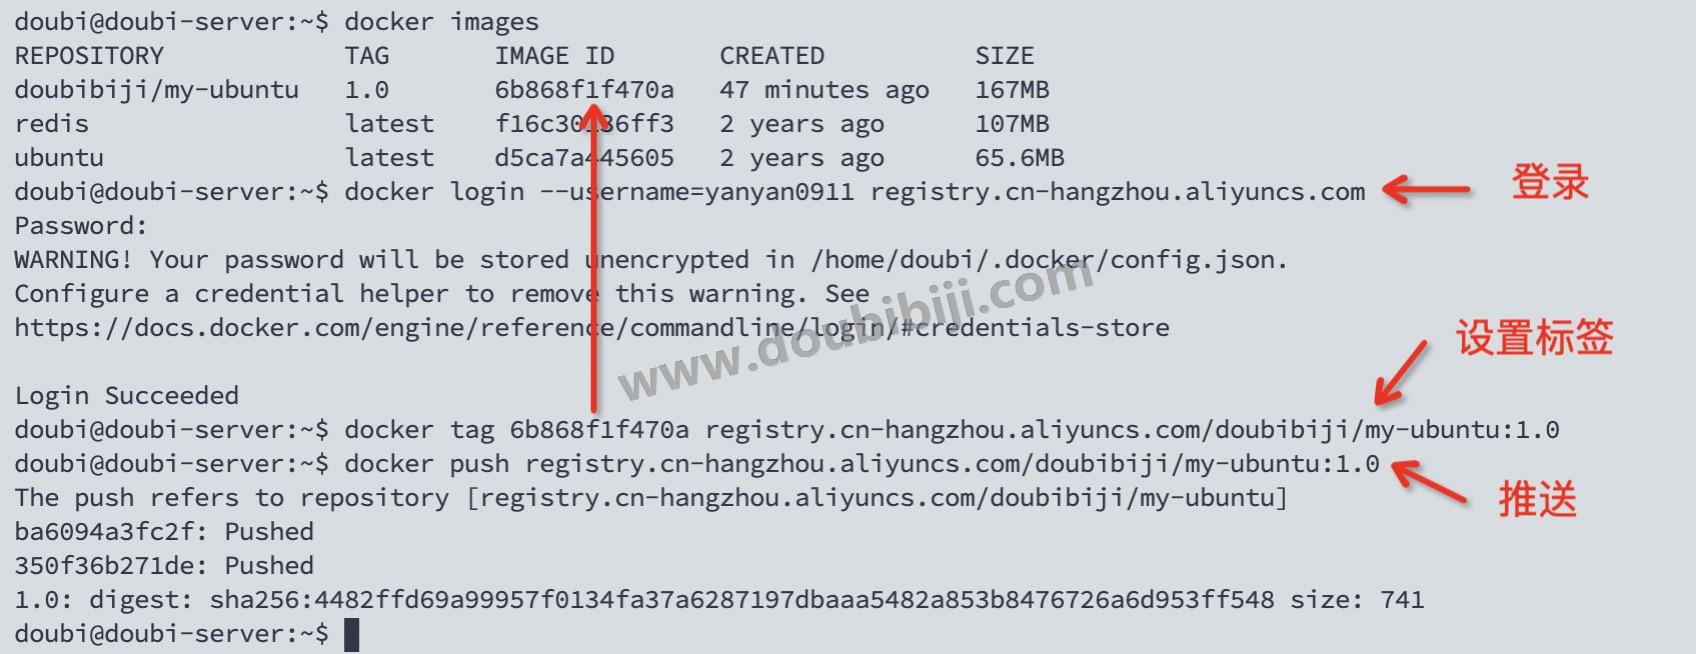 doubi@doubi-server:~$ docker images
REPOSITORY TAG IMAGE ID CREATED SIZE
doubibiji/my-ubuntu 1.0 6b868f1f470a 47 minutes ago 167MB
redis latest f16c30136ff3 2 years ago 107MB
ubuntu latest d5ca7a445605 2 years ago 65.6MB
doubi@doubi-server:~$ docker login --username=yanyan0911 registry.cn-hangzhou.aliyuncs.com
登录
Password:
WARNING! Your password will be stored unencrypted in /home/doubi/.docker/config.json.
Configure a credential helper to remove this warning. See
https://docs.docker.com/engine/reference/commandline/login/#credentials-store
www.doubibiji.com
设置标签
Login Succeeded
doubi@doubi-server:~$ docker tag 6b868f1f470a registry.cn-hangzhou.aliyuncs.com/doubibiji/my-ubuntu:1.0
doubi@doubi-server:~$ docker push registry.cn-hangzhou.aliyuncs.com/doubibiji/my-ubuntu:1.0
推送
The push refers to repository [registry.cn-hangzhou.aliyuncs.com/doubibiji/my-ubuntu]
ba6094a3fc2f: Pushed
350f36b271de: Pushed
1.0: digest: sha256:4482ffd69a99957f0134fa37a6287197dbaaa5482a853b8476726a6d953ff548 size: 741
doubi@doubi-server:~$